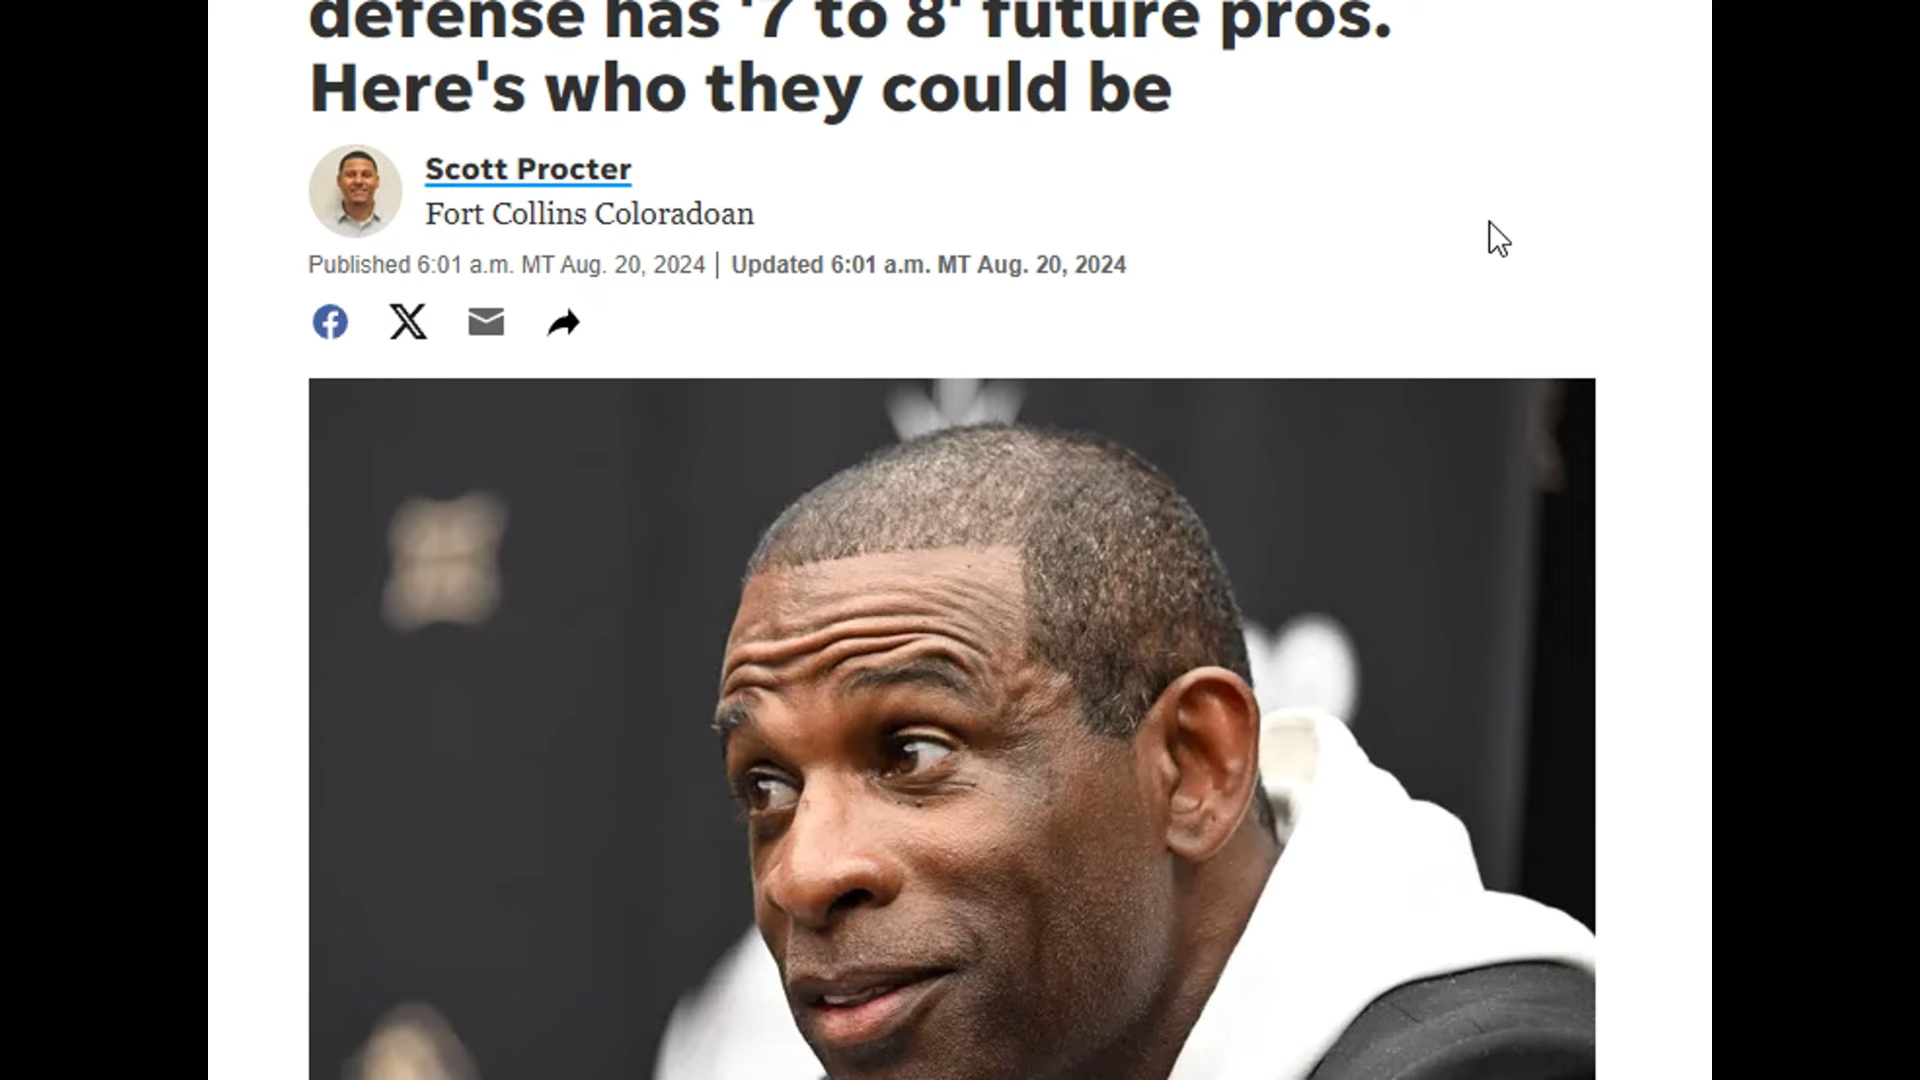 defense has '7 to 8' future pros.
Here's who they could be
Scott Procter
Fort Collins Coloradoan
Published 6:01 a.m. MT Aug. 20, 2024 | Updated 6:01 a.m. MT Aug. 20, 2024